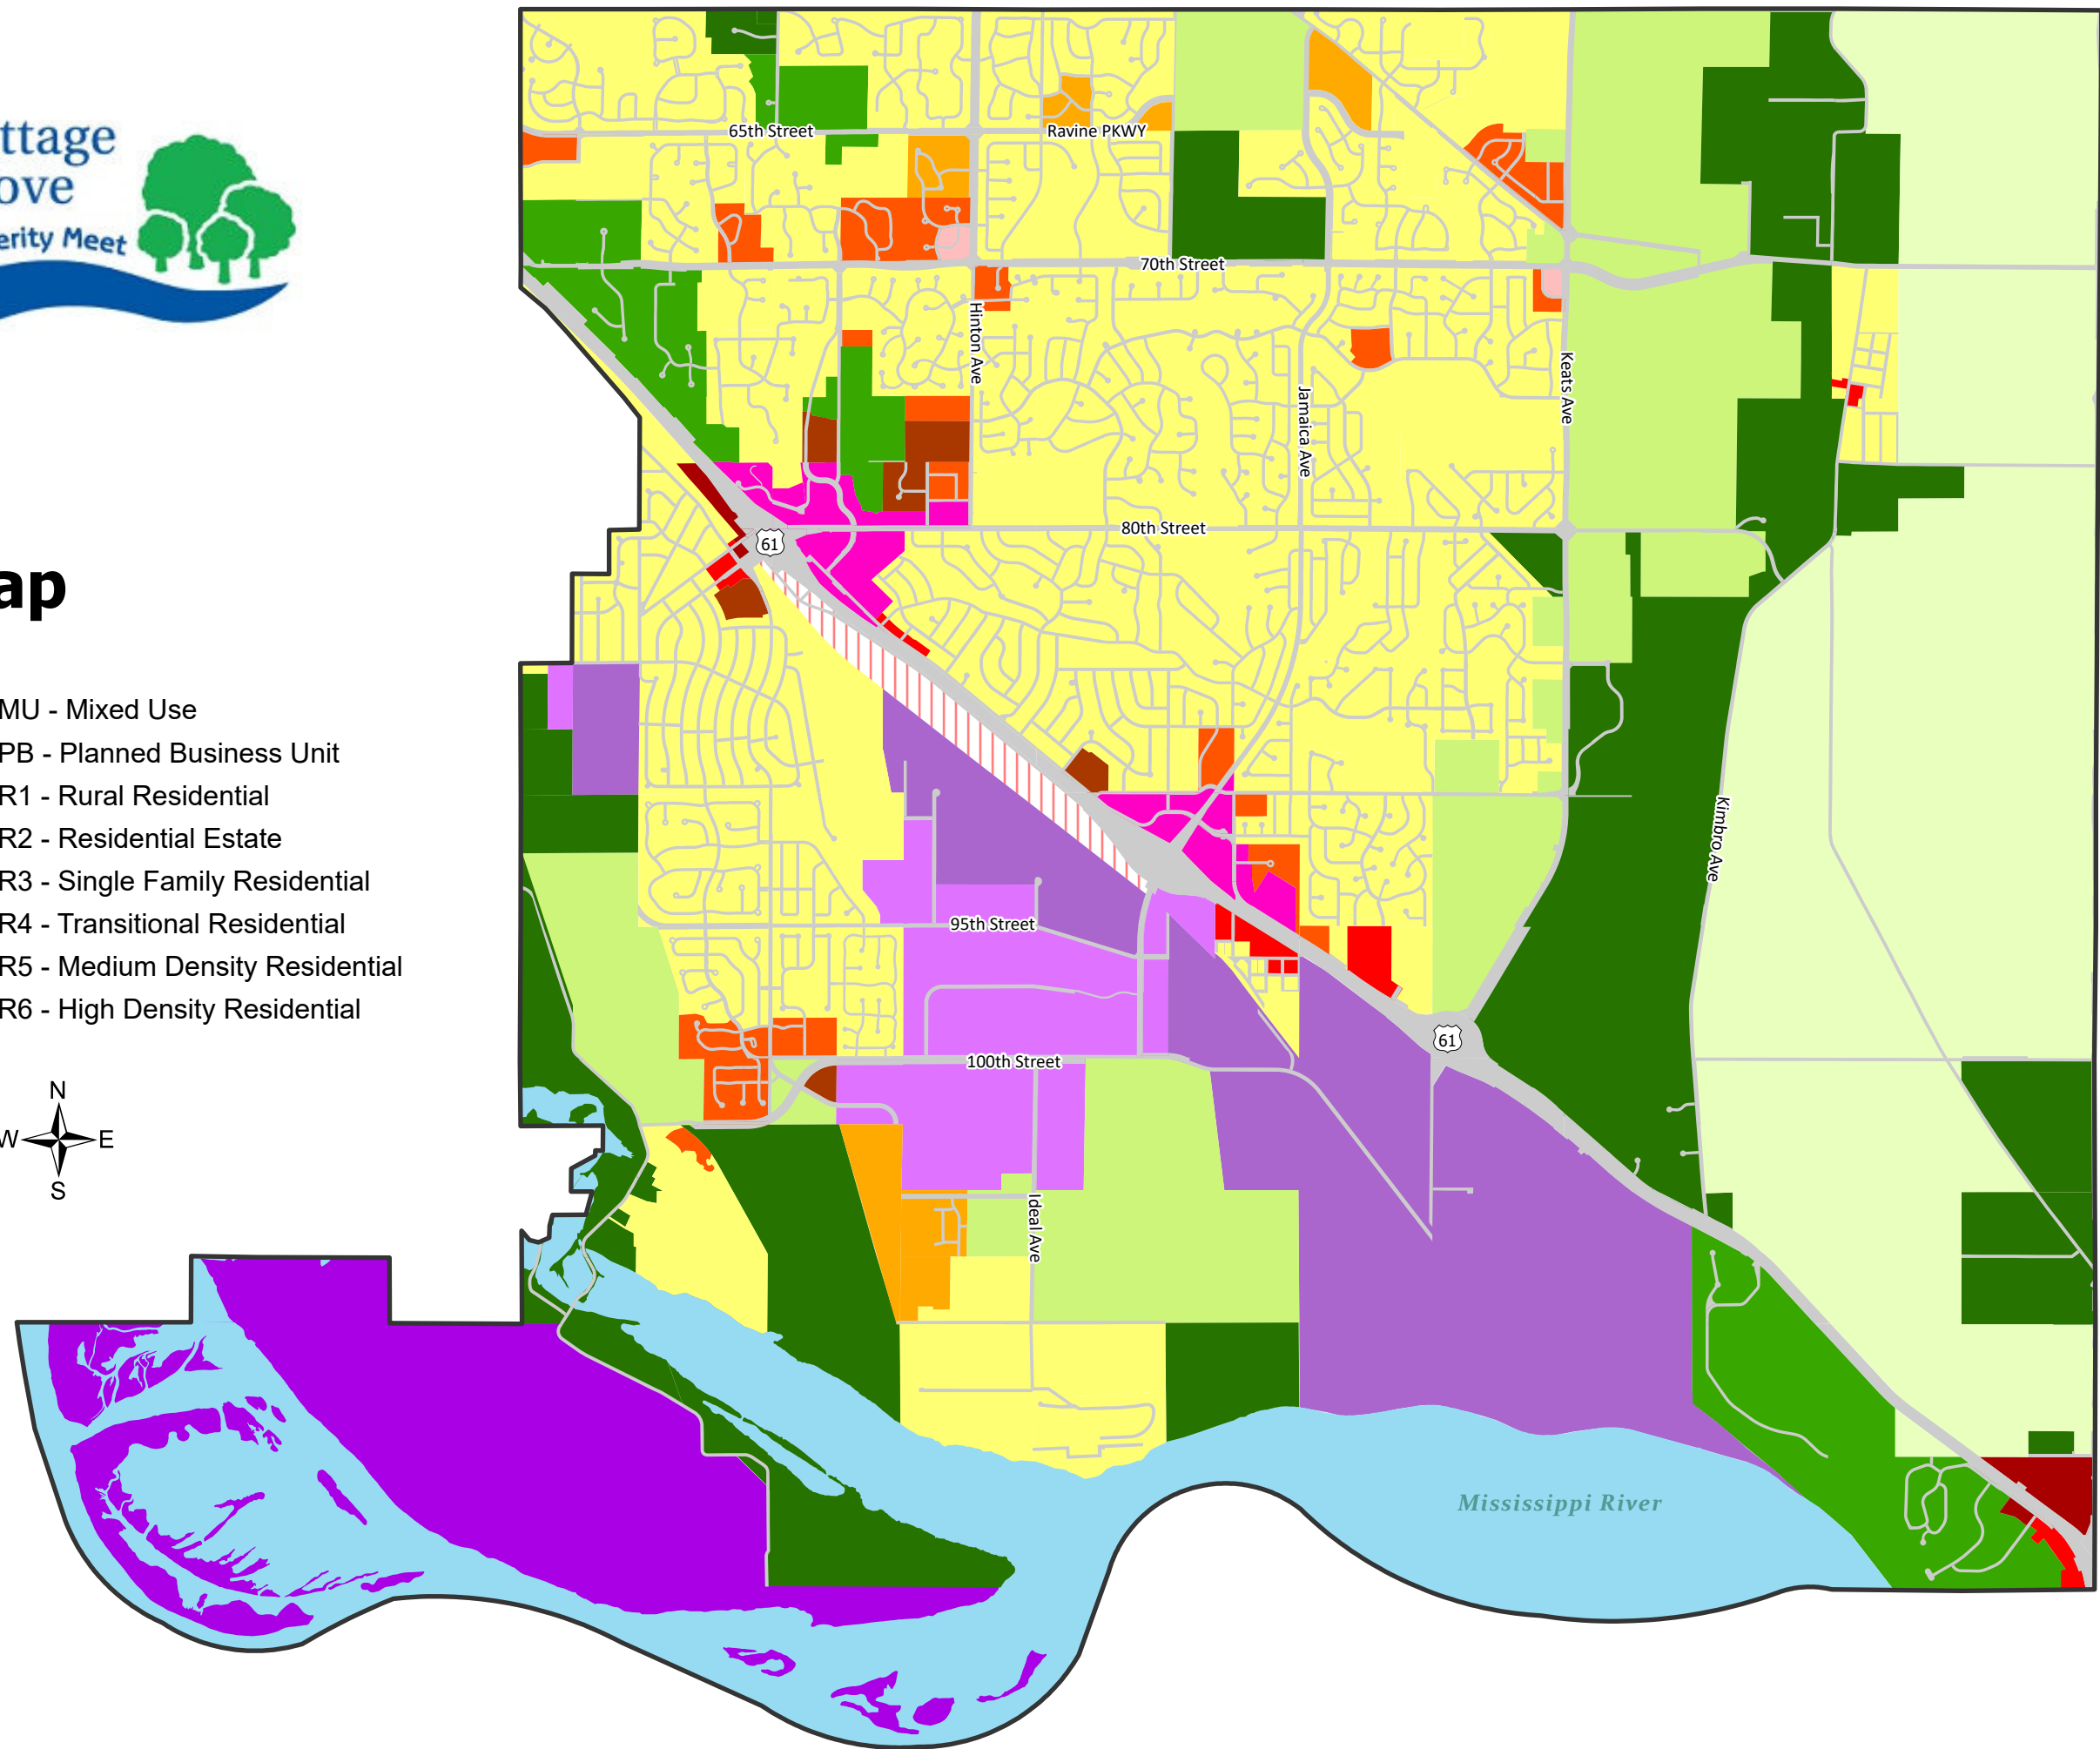 ttage
ove
erity Meet
ap
MU - Mixed Use
PB - Planned Business Unit
R1 - Rural Residential
R2 - Residential Estate
R3 - Single Family Residential
R4 - Transitional Residential
R5 - Medium Density Residential
R6 - High Density Residential
N
W
E
S
65th Street
Ravine PKWY
70th Street
Hinton Ave
Jamaica Ave
Keats Ave
80th Street
61
Kimbro Ave
95th Street
61
100th Street
Ideal Ave
Mississippi River